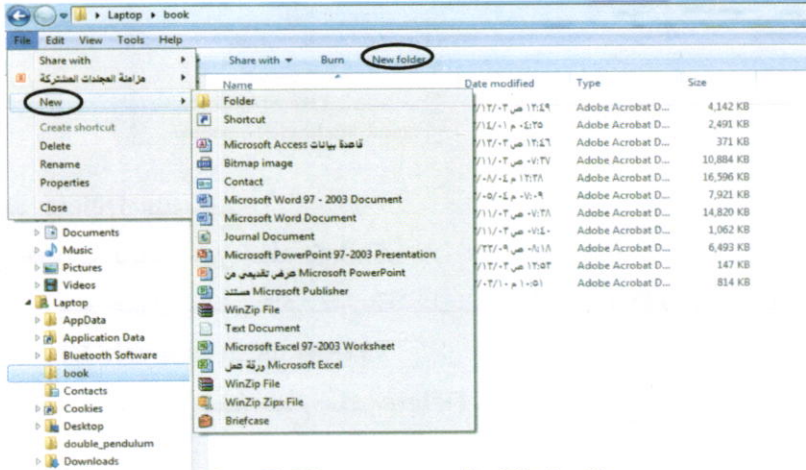 Laptop ▸ book
File Edit View Tools Help
Share with
Share with Burn New folder
مزامنة المجلدات المشتركة
New
Create shortcut
Delete
Rename
Properties
Close
Name Date modified Type Size
Folder
Shortcut
Microsoft Access قاعدة بيانات
Bitmap image
Contact
Microsoft Word 97 - 2003 Document
Microsoft Word Document
Journal Document
Microsoft PowerPoint 97-2003 Presentation
Microsoft PowerPoint عرض تقديمي من
Microsoft Publisher مستند
WinZip File
Text Document
Microsoft Excel 97-2003 Worksheet
Microsoft Excel ورقة عمل
WinZip File
WinZip Zipx File
Briefcase
Adobe Acrobat D... 4,142 KB
Adobe Acrobat D... 2,491 KB
Adobe Acrobat D... 371 KB
Adobe Acrobat D... 10,884 KB
Adobe Acrobat D... 16,596 KB
Adobe Acrobat D... 7,921 KB
Adobe Acrobat D... 14,820 KB
Adobe Acrobat D... 1,062 KB
Adobe Acrobat D... 6,493 KB
Adobe Acrobat D... 147 KB
Adobe Acrobat D... 814 KB
Documents
Music
Pictures
Videos
Laptop
AppData
Application Data
Bluetooth Software
book
Contacts
Cookies
Desktop
double_pendulum
Downloads